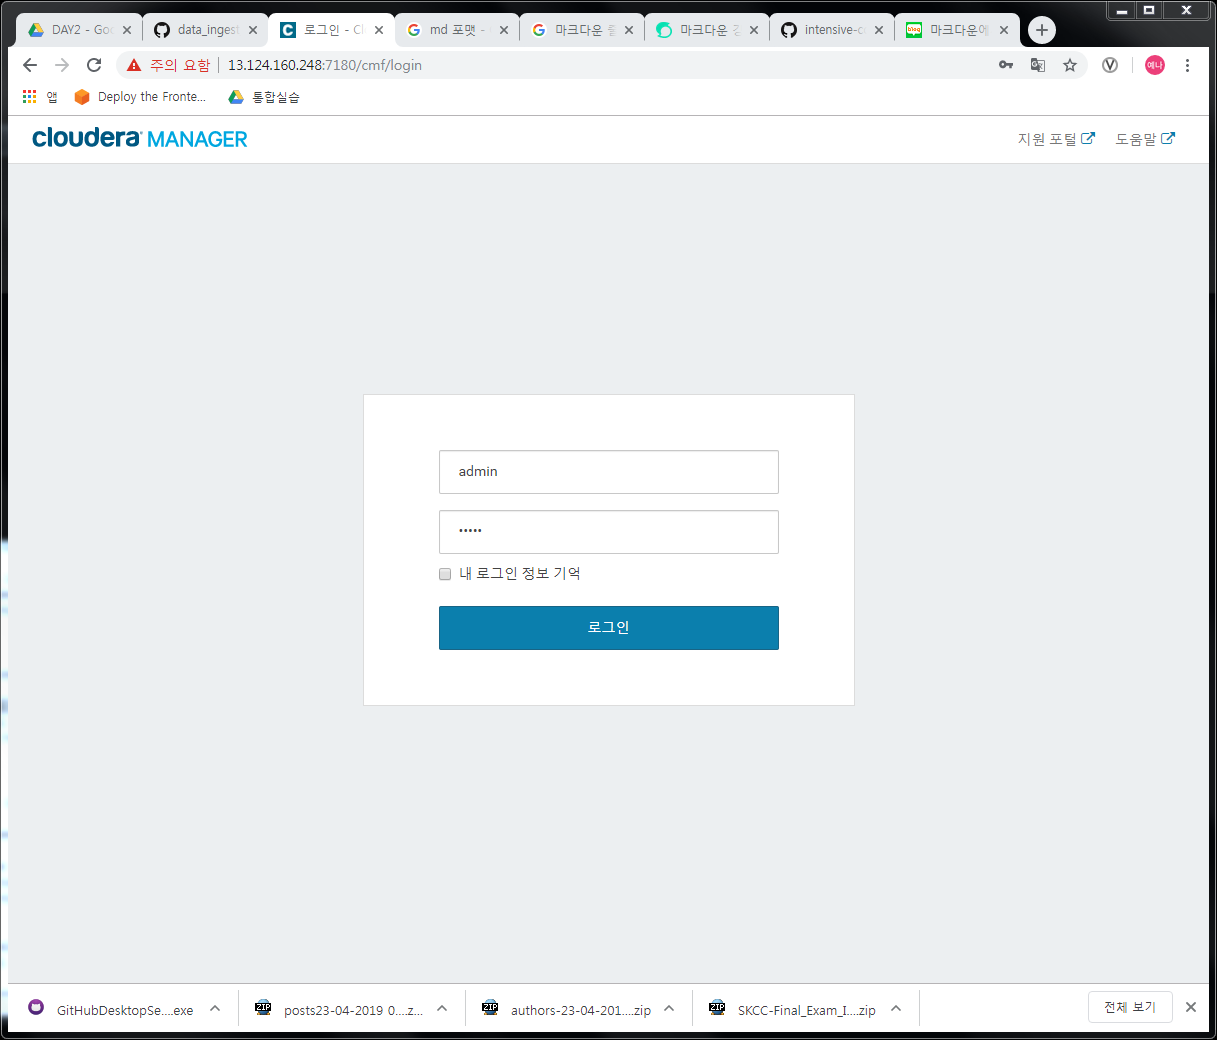 DAY2 - Goo
data_ingest
로그인 - Cl
md 포맷 -
마크다운
마크다운
intensive-c
마크다운에
주의 요함
13.124.160.248:7180/cmf/login
예나
앱
Deploy the Fronte...
통합실습
cloudera MANAGER
지원 포털
도움말
admin
•••••
내 로그인 정보 기억
로그인
GitHubDesktopSe....exe
posts23-04-2019 0....z...
authors-23-04-201....zip
SKCC-Final_Exam_I....zip
전체 보기